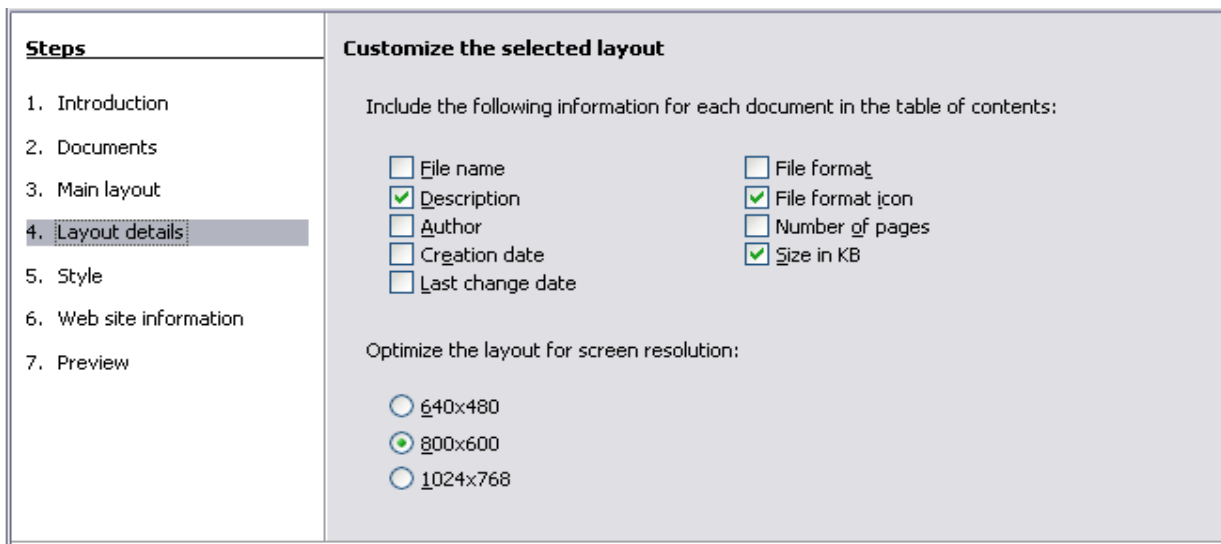 Steps
1. Introduction
2. Documents
3. Main layout
4. Layout details
5. Style
6. Web site information
7. Preview
Customize the selected layout
Include the following information for each document in the table of contents:
File name
Description
Author
Creation date
Last change date
File format
File format icon
Number of pages
Size in KB
Optimize the layout for screen resolution:
640x480
800x600
1024x768